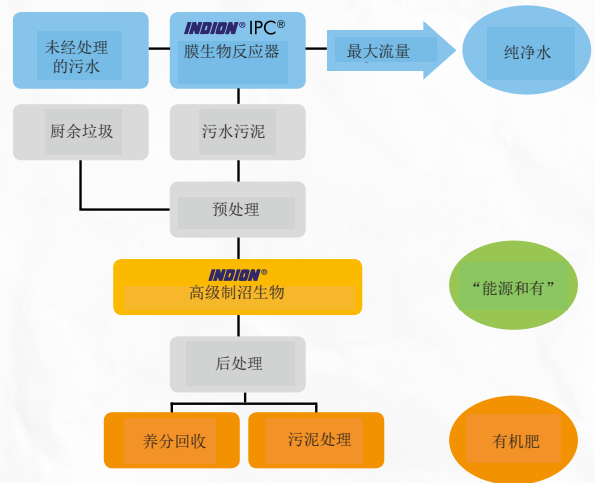 未经处理
的污水
INDION® IPC®
膜生物反应器
最大流量
纯净水
厨余垃圾
污水污泥
预处理
INDION®
高级制沼生物
“能源和有”
后处理
养分回收
污泥处理
有机肥